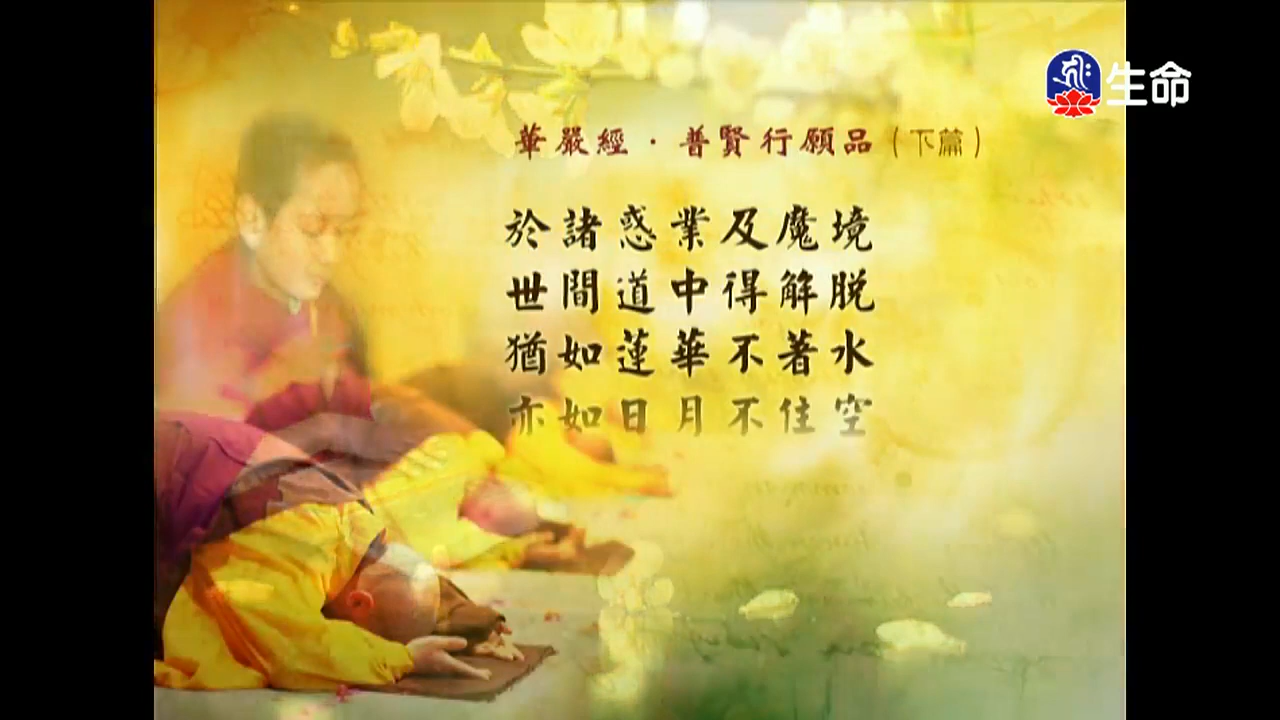 生命
華嚴經·普賢行願品(下篇)
於諸惑業及魔境
世間道中得解脱
猶如蓮華不著水
亦如日月不住空